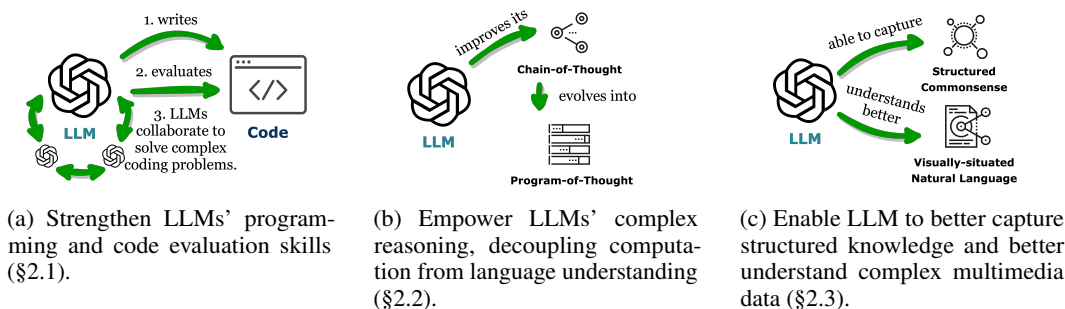 1. writes
2. evaluates
3. LLMs
collaborate to
solve complex
coding problems.
LLM
</>
Code
(a) Strengthen LLMs' program-
ming and code evaluation skills
(§2.1).
improves its
Chain-of-Thought
evolves into
LLM
Program-of-Thought
(b) Empower LLMs' complex
reasoning, decoupling computa-
tion from language understanding
(§2.2).
able to capture
Structured
Commonsense
understands
better
LLM
Visually-situated
Natural Language
(c) Enable LLM to better capture
structured knowledge and better
understand complex multimedia
data (§2.3).